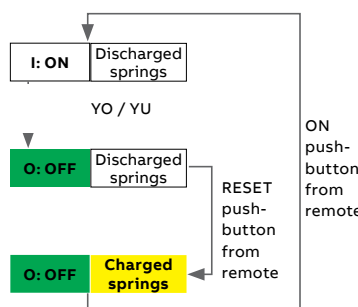 I: ON
Discharged
springs
YO / YU
O: OFF
Discharged
springs
RESET
push-
button
from
remote
ON
push-
button
from
remote
O: OFF
Charged
springs